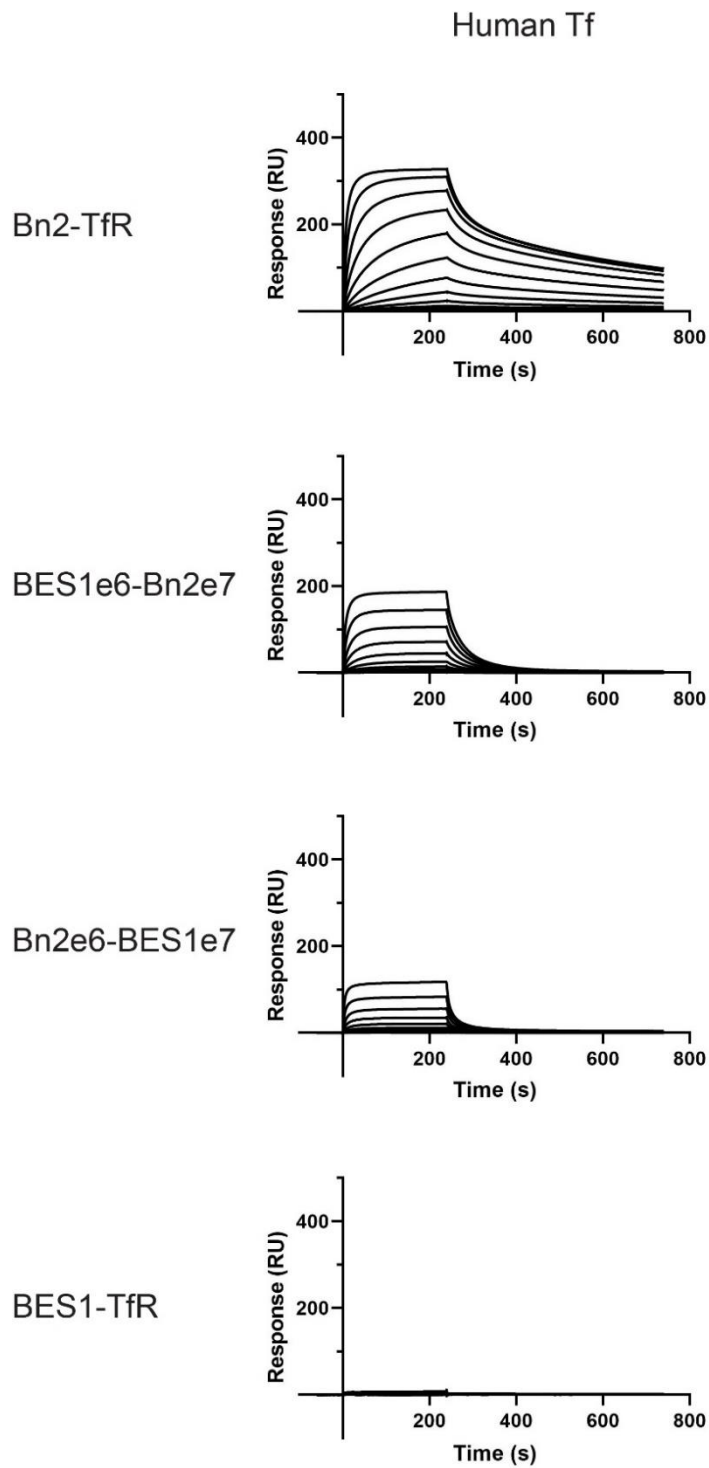 Human Tf
Bn2-TfR
Response (RU)
400
200
200 400 600 800
Time (s)
BES1e6-Bn2e7
Response (RU)
400
200
200 400 600 800
Time (s)
Bn2e6-BES1e7
Response (RU)
400
200
200 400 600 800
Time (s)
BES1-TfR
Response (RU)
400
200
200 400 600 800
Time (s)